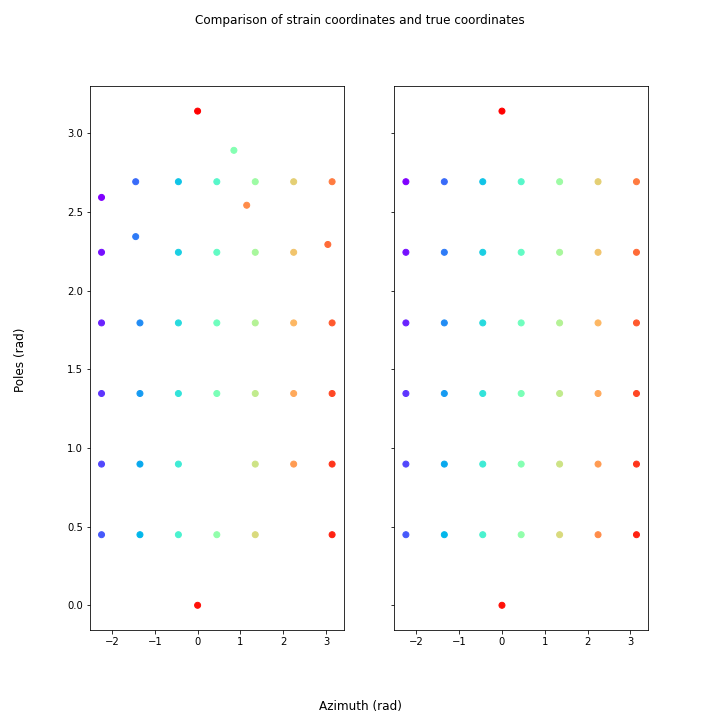 Comparison of strain coordinates and true coordinates
3.0
2.5
2.0
1.5
1.0
0.5
0.0
Poles (rad)
−2 −1 0 1 2 3
−2 −1 0 1 2 3
Azimuth (rad)